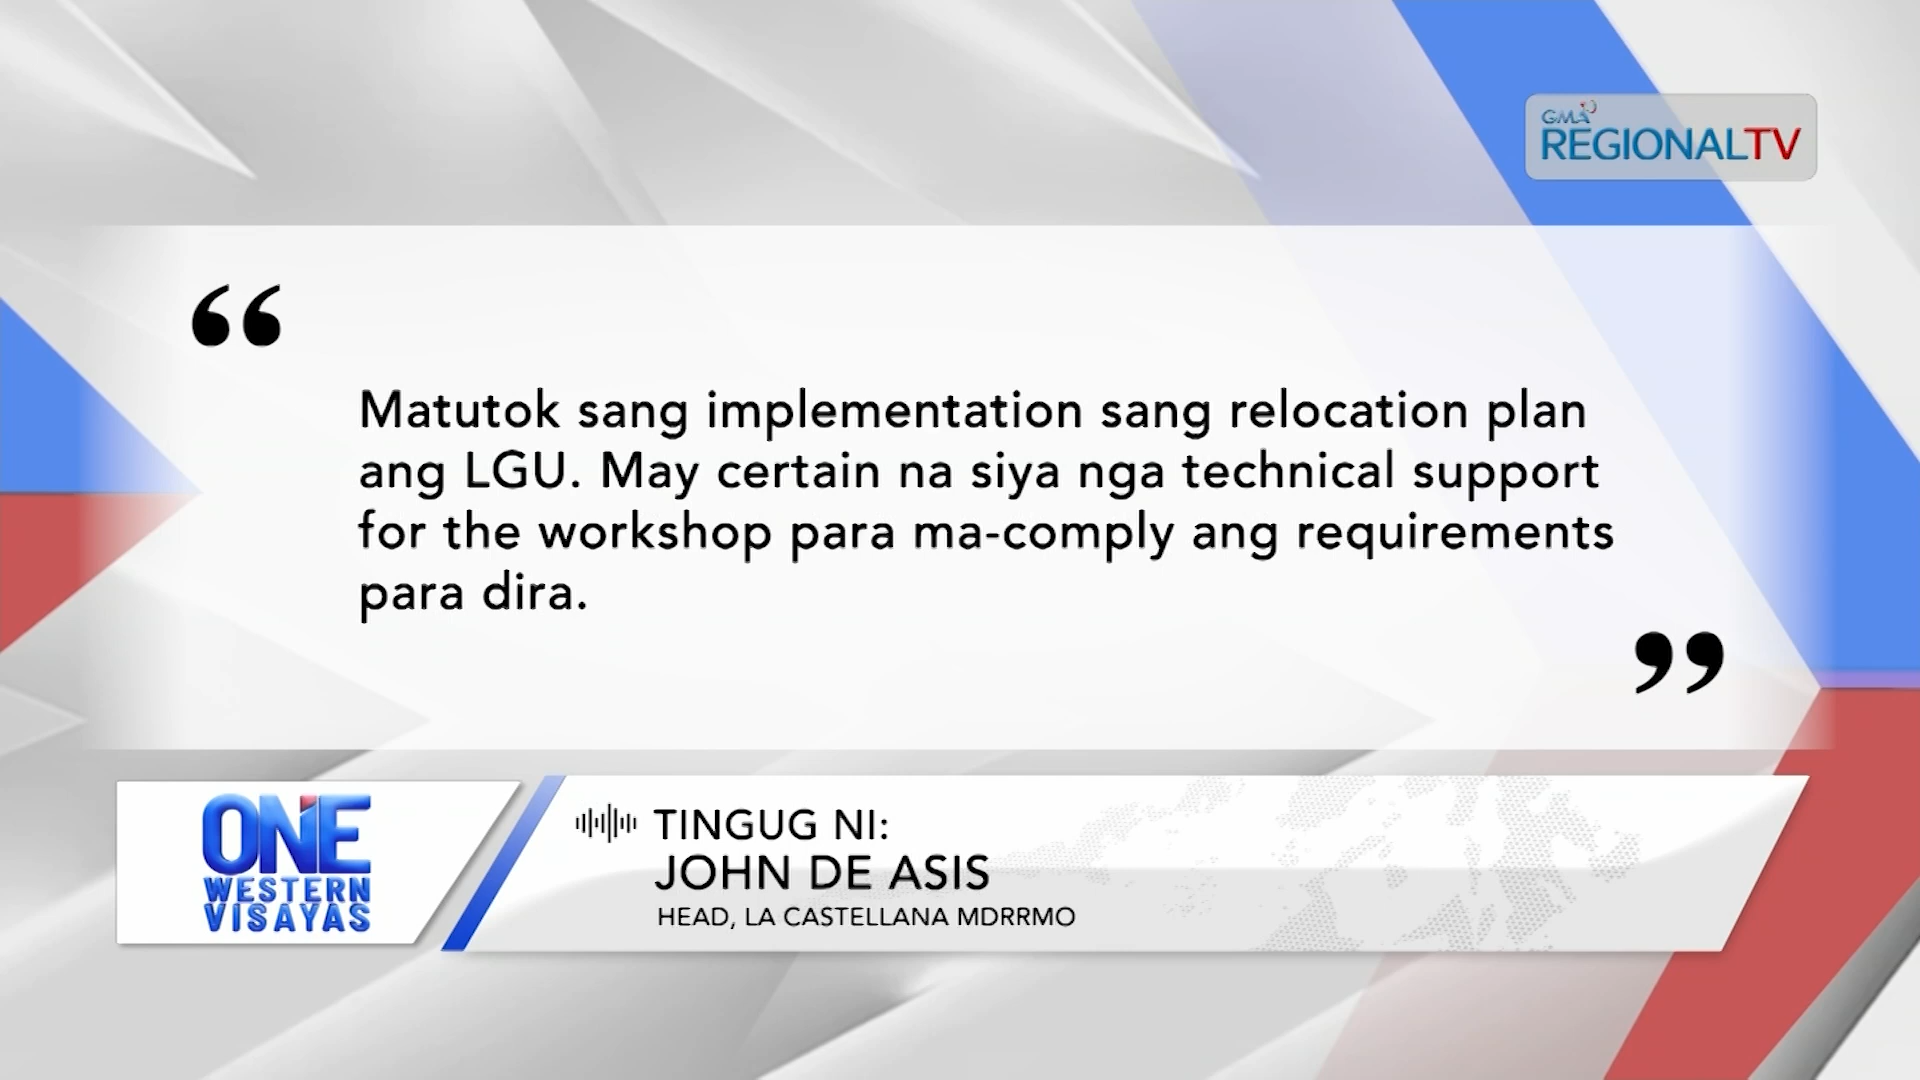 GMA
REGIONALTV
“
Matutok sang implementation sang relocation plan
ang LGU. May certain na siya nga technical support
for the workshop para ma-comply ang requirements
para dira.
”
ONE
WESTERN
VISAYAS
TINGUG NI:
JOHN DE ASIS
HEAD, LA CASTELLANA MDRRMO